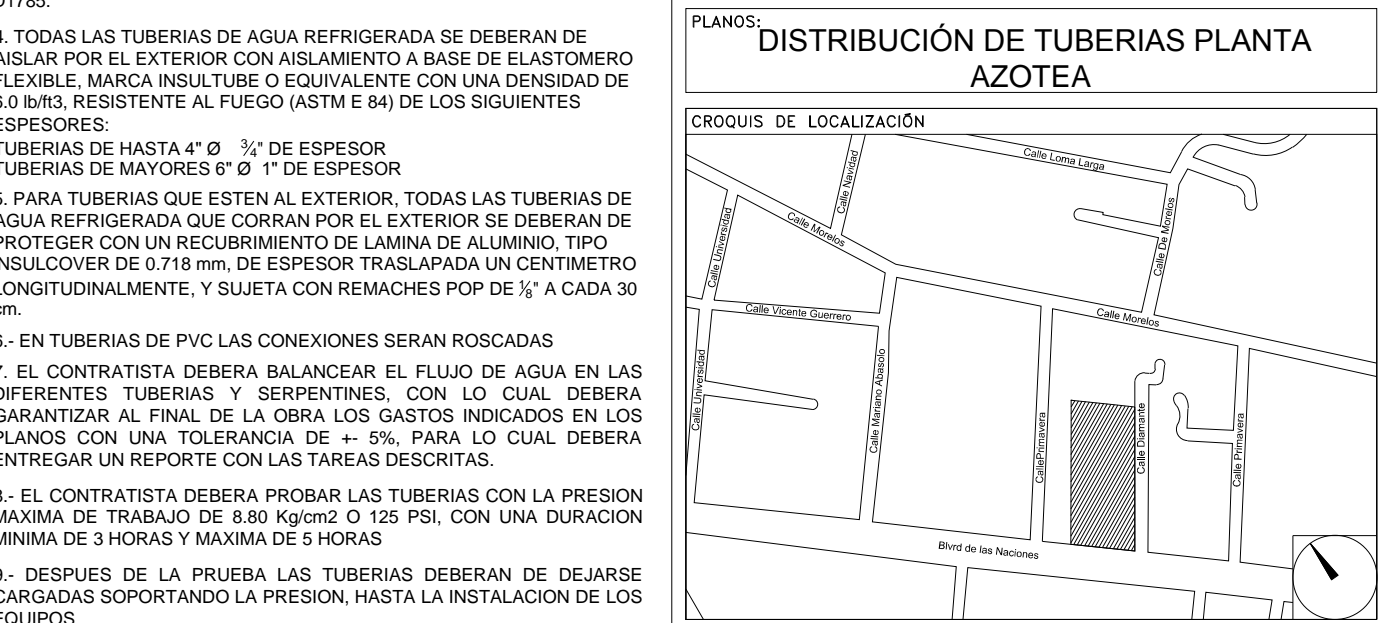 D1785.
4. TODAS LAS TUBERIAS DE AGUA REFRIGERADA SE DEBERAN DE
AISLAR POR EL EXTERIOR CON AISLAMIENTO A BASE DE ELASTOMERO
FLEXIBLE, MARCA INSULTUBE O EQUIVALENTE CON UNA DENSIDAD DE
6.0 lb/ft3, RESISTENTE AL FUEGO (ASTM E 84) DE LOS SIGUIENTES
ESPESORES:
TUBERIAS DE HASTA 4" Ø ¾" DE ESPESOR
TUBERIAS DE MAYORES 6" Ø 1" DE ESPESOR
5. PARA TUBERIAS QUE ESTEN AL EXTERIOR, TODAS LAS TUBERIAS DE
AGUA REFRIGERADA QUE CORRAN POR EL EXTERIOR SE DEBERAN DE
PROTEGER CON UN RECUBRIMIENTO DE LAMINA DE ALUMINIO, TIPO
INSULCOVER DE 0.718 mm, DE ESPESOR TRASLAPADA UN CENTIMETRO
LONGITUDINALMENTE, Y SUJETA CON REMACHES POP DE ⅛" A CADA 30
cm.
6.- EN TUBERIAS DE PVC LAS CONEXIONES SERAN ROSCADAS
7. EL CONTRATISTA DEBERA BALANCEAR EL FLUJO DE AGUA EN LAS
DIFERENTES TUBERIAS Y SERPENTINES, CON LO CUAL DEBERA
GARANTIZAR AL FINAL DE LA OBRA LOS GASTOS INDICADOS EN LOS
PLANOS CON UNA TOLERANCIA DE +- 5%, PARA LO CUAL DEBERA
ENTREGAR UN REPORTE CON LAS TAREAS DESCRITAS.
8.- EL CONTRATISTA DEBERA PROBAR LAS TUBERIAS CON LA PRESION
MAXIMA DE TRABAJO DE 8.80 Kg/cm2 O 125 PSI, CON UNA DURACION
MINIMA DE 3 HORAS Y MAXIMA DE 5 HORAS
9.- DESPUES DE LA PRUEBA LAS TUBERIAS DEBERAN DE DEJARSE
CARGADAS SOPORTANDO LA PRESION, HASTA LA INSTALACION DE LOS
EQUIPOS
PLANOS:
DISTRIBUCIÓN DE TUBERIAS PLANTA
AZOTEA
CROQUIS DE LOCALIZACIÓN
Calle Loma Larga
Calle Navidad
Calle Universidad
Calle Morelos
Calle De Morelos
Calle Vicente Guerrero
Calle Morelos
Calle Universidad
Calle Mariano Abasolo
CallePrimavera
Calle Diamante
Calle Primavera
Blvrd de las Naciones